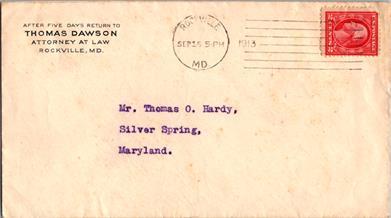 AFTER FIVE DAYS RETURN TO
THOMAS DAWSON
ATTORNEY AT LAW
ROCKVILLE, MD.
ROCKVILLE
SEP 5-PM 1913
MD
Mr. Thomas O. Hardy,
Silver Spring,
Maryland.